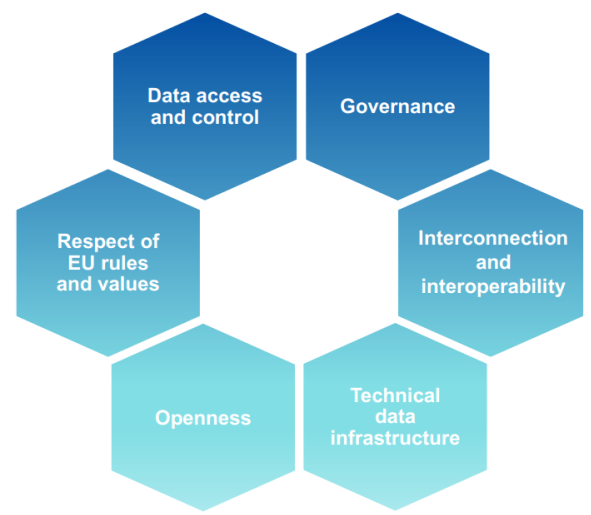 Data access
and control
Governance
Respect of
EU rules
and values
Interconnection
and
interoperability
Openness
Technical
data
infrastructure